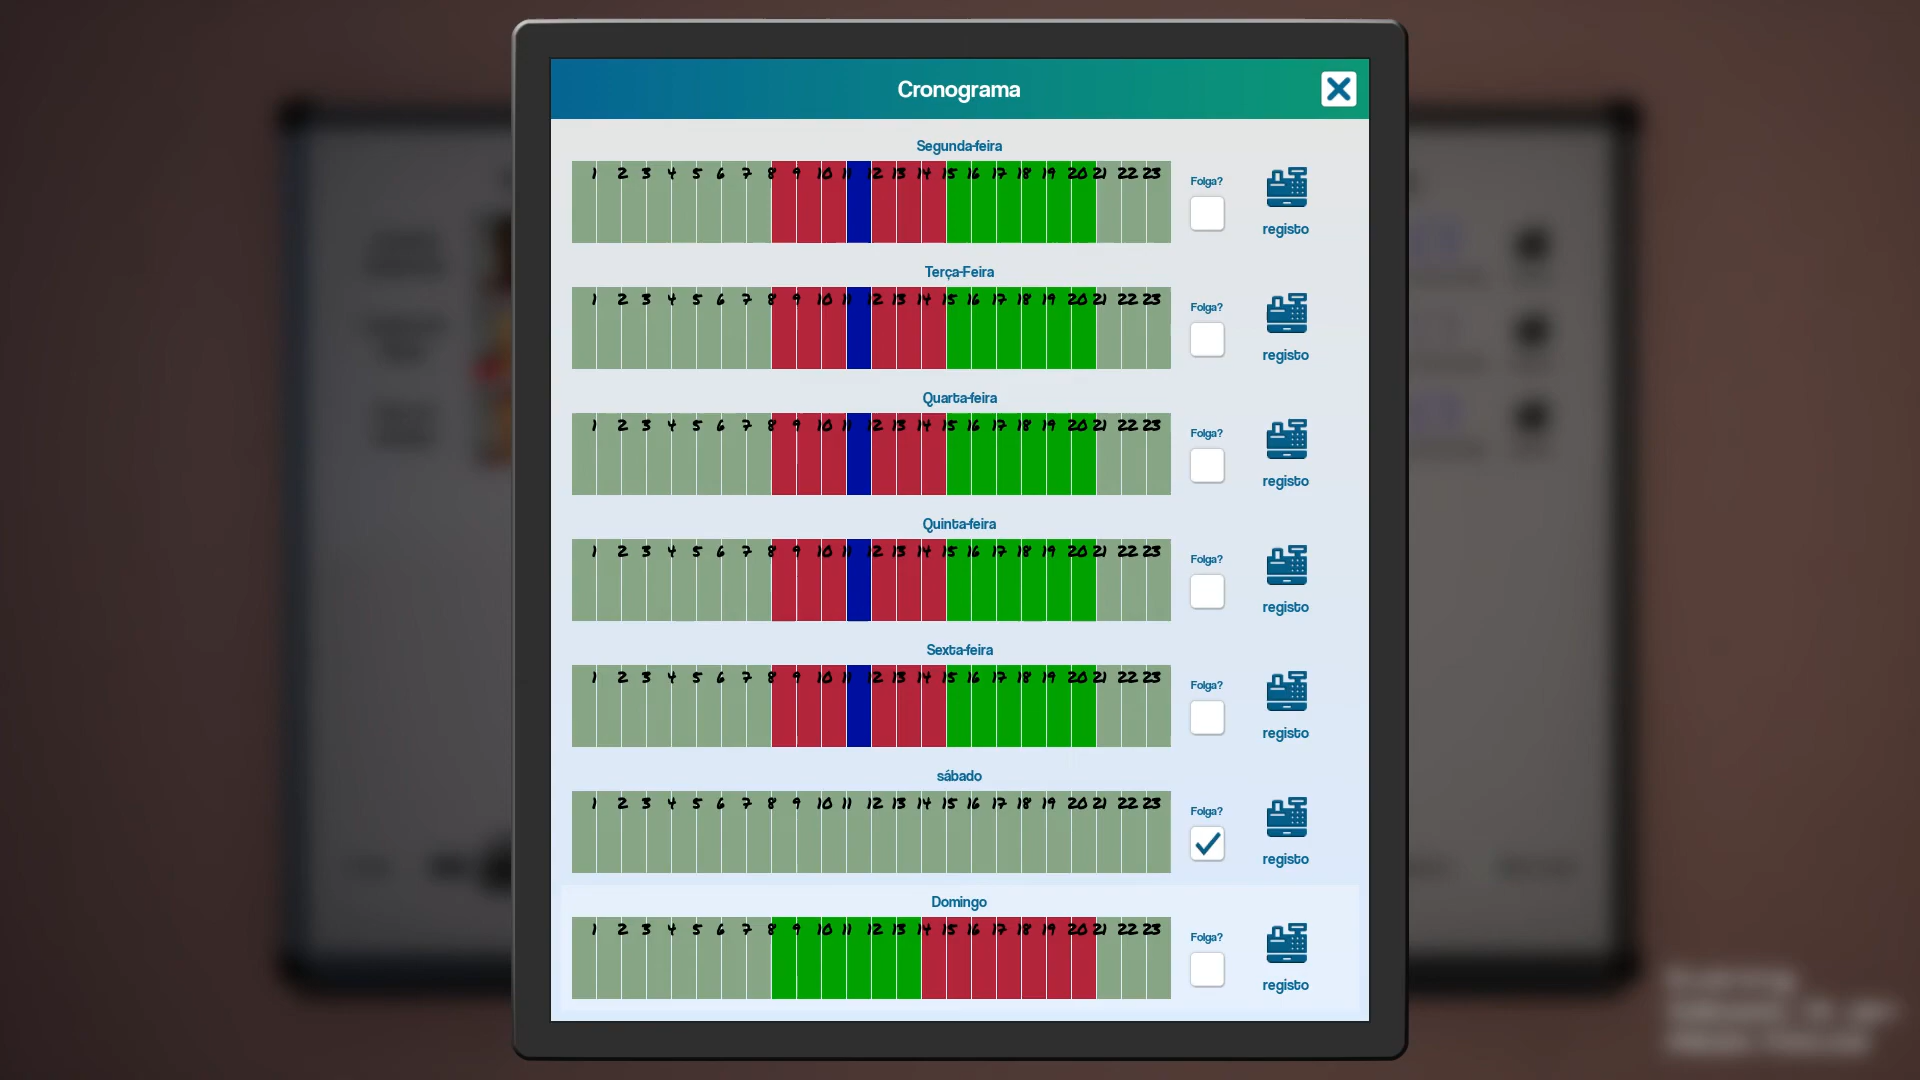 Cronograma
Segunda-feira
1 2 3 4 5 6 7 8 9 10 11 12 13 14 15 16 17 18 19 20 21 22 23
Folga?
registo
Terça-Feira
1 2 3 4 5 6 7 8 9 10 11 12 13 14 15 16 17 18 19 20 21 22 23
Folga?
registo
Quarta-feira
1 2 3 4 5 6 7 8 9 10 11 12 13 14 15 16 17 18 19 20 21 22 23
Folga?
registo
Quinta-feira
1 2 3 4 5 6 7 8 9 10 11 12 13 14 15 16 17 18 19 20 21 22 23
Folga?
registo
Sexta-feira
1 2 3 4 5 6 7 8 9 10 11 12 13 14 15 16 17 18 19 20 21 22 23
Folga?
registo
sábado
1 2 3 4 5 6 7 8 9 10 11 12 13 14 15 16 17 18 19 20 21 22 23
Folga?
registo
Domingo
1 2 3 4 5 6 7 8 9 10 11 12 13 14 15 16 17 18 19 20 21 22 23
Folga?
registo